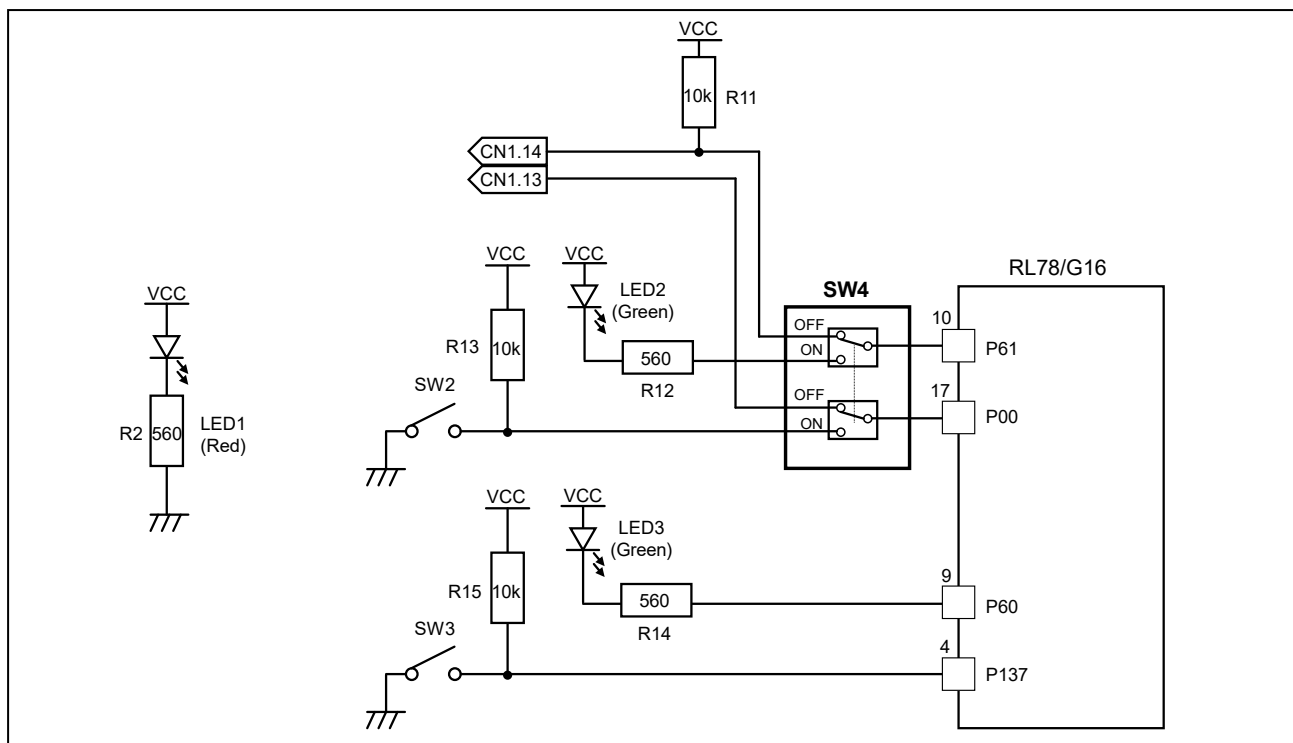 VCC
10k
R11
CN1.14
CN1.13
VCC
R13
10k
SW2
VCC
LED2
(Green)
560
R12
SW4
OFF
ON
OFF
ON
RL78/G16
10
P61
17
P00
VCC
R2
560
LED1
(Red)
VCC
R15
10k
SW3
VCC
LED3
(Green)
560
R14
9
P60
4
P137